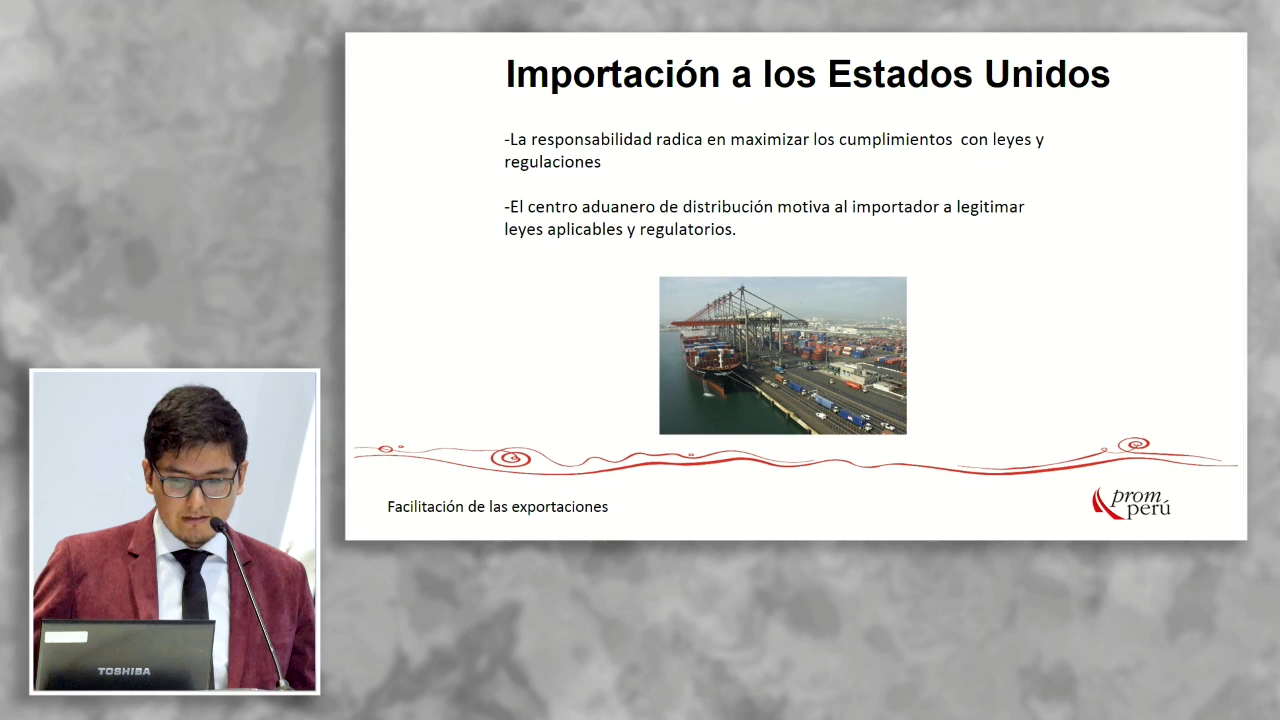 Importación a los Estados Unidos
-La responsabilidad radica en maximizar los cumplimientos  con leyes y
regulaciones
-El centro aduanero de distribución motiva al importador a legitimar
leyes aplicables y regulatorios.
Facilitación de las exportaciones
prom
perú
TOSHIBA